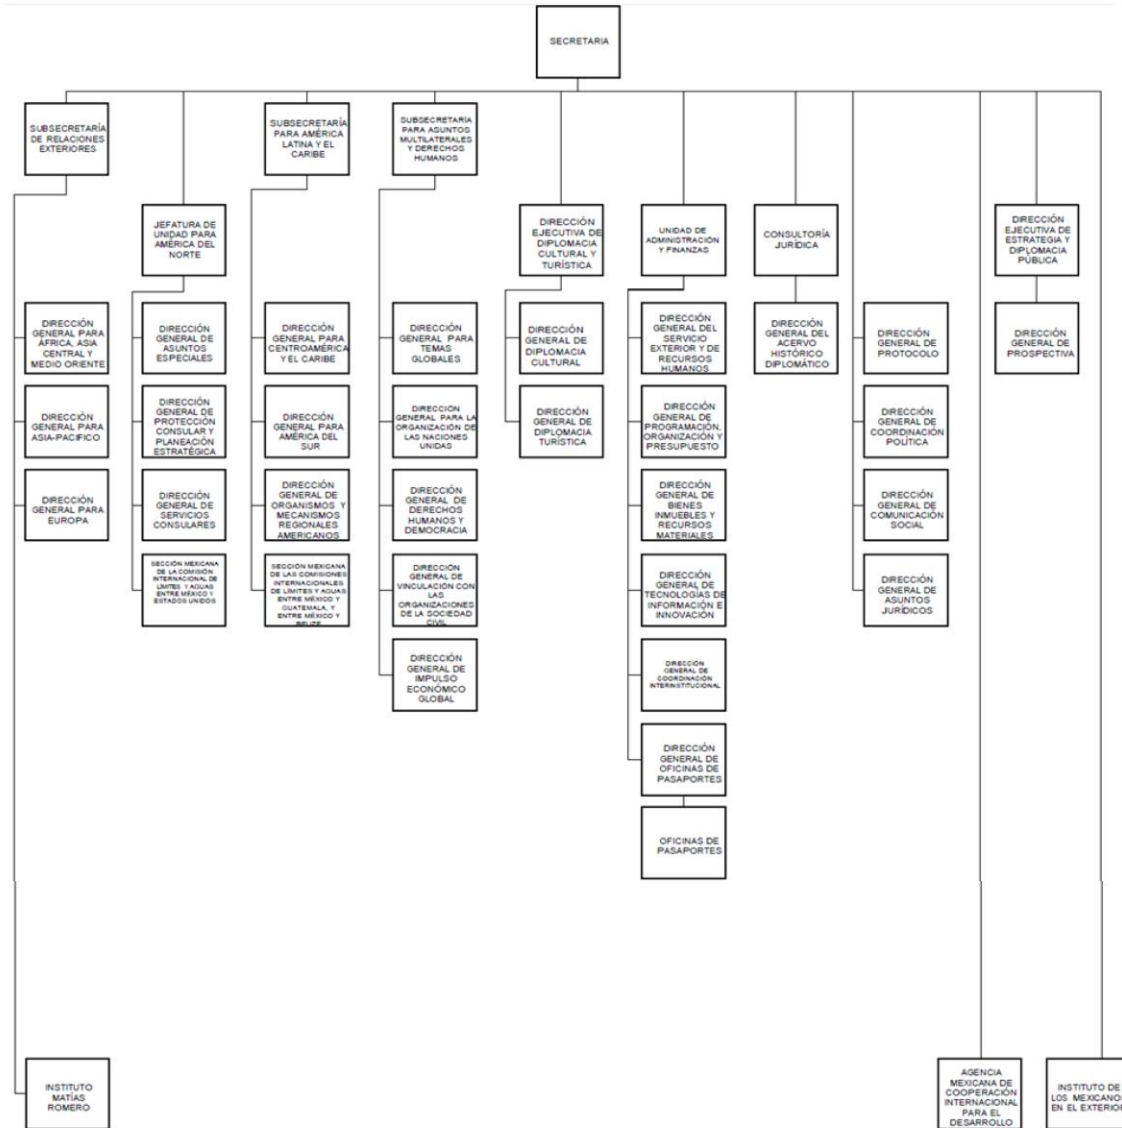 SECRETARIA
SUBSECRETARÍA
DE RELACIONES
EXTERIORES
SUBSECRETARÍA
PARA AMÉRICA
LATINA Y EL
CARIBE
SUBSECRETARÍA
PARA ASUNTOS
MULTILATERALES
Y DERECHOS
HUMANOS
JEFATURA DE
UNIDAD PARA
AMÉRICA DEL
NORTE
DIRECCIÓN
EJECUTIVA DE
DIPLOMACIA
CULTURAL Y
TURÍSTICA
UNIDAD DE
ADMINISTRACIÓN
Y FINANZAS
CONSULTORÍA
JURÍDICA
DIRECCIÓN
EJECUTIVA DE
ESTRATEGIA Y
DIPLOMACIA
PÚBLICA
DIRECCIÓN
GENERAL PARA
ÁFRICA, ASIA
CENTRAL Y
MEDIO ORIENTE
DIRECCIÓN
GENERAL DE
ASUNTOS
ESPECIALES
DIRECCIÓN
GENERAL PARA
CENTROAMÉRICA
Y EL CARIBE
DIRECCIÓN
GENERAL PARA
TEMAS
GLOBALES
DIRECCIÓN
GENERAL DE
DIPLOMACIA
CULTURAL
DIRECCIÓN
GENERAL DEL
SERVICIO
EXTERIOR Y DE
RECURSOS
HUMANOS
DIRECCIÓN
GENERAL DEL
ACERVO
HISTÓRICO
DIPLOMÁTICO
DIRECCIÓN
GENERAL DE
PROTOCOLO
DIRECCIÓN
GENERAL DE
PROSPECTIVA
DIRECCIÓN
GENERAL PARA
ASIA-PACIFICO
DIRECCIÓN
GENERAL DE
PROTECCIÓN
CONSULAR Y
PLANEACIÓN
ESTRATÉGICA
DIRECCIÓN
GENERAL PARA
AMÉRICA DEL
SUR
DIRECCIÓN
GENERAL PARA LA
ORGANIZACIÓN DE
LAS NACIONES
UNIDAS
DIRECCIÓN
GENERAL DE
DIPLOMACIA
TURÍSTICA
DIRECCIÓN
GENERAL DE
PROGRAMACIÓN,
ORGANIZACIÓN Y
PRESUPUESTO
DIRECCIÓN
GENERAL DE
COORDINACIÓN
POLÍTICA
DIRECCIÓN
GENERAL PARA
EUROPA
DIRECCIÓN
GENERAL DE
SERVICIOS
CONSULARES
DIRECCIÓN
GENERAL DE
ORGANISMOS Y
MECANISMOS
REGIONALES
AMERICANOS
DIRECCIÓN
GENERAL DE
DERECHOS
HUMANOS Y
DEMOCRACIA
DIRECCIÓN
GENERAL DE
BIENES
INMUEBLES Y
RECURSOS
MATERIALES
DIRECCIÓN
GENERAL DE
COMUNICACIÓN
SOCIAL
SECCIÓN MEXICANA
DE LA COMISIÓN
INTERNACIONAL DE
LÍMITES Y AGUAS
ENTRE MÉXICO Y
ESTADOS UNIDOS
SECCIÓN MEXICANA
DE LAS COMISIONES
INTERNACIONALES
DE LÍMITES Y AGUAS
ENTRE MÉXICO Y
GUATEMALA, Y
ENTRE MÉXICO Y
BELIZE
DIRECCIÓN
GENERAL DE
VINCULACIÓN CON
LAS
ORGANIZACIONES
DE LA SOCIEDAD
CIVIL
DIRECCIÓN
GENERAL DE
TECNOLOGÍAS DE
INFORMACIÓN E
INNOVACIÓN
DIRECCIÓN
GENERAL DE
ASUNTOS
JURÍDICOS
DIRECCIÓN
GENERAL DE
IMPULSO
ECONÓMICO
GLOBAL
DIRECCIÓN
GENERAL DE
COORDINACIÓN
INTERINSTITUCIONAL
DIRECCIÓN
GENERAL DE
OFICINAS DE
PASAPORTES
OFICINAS DE
PASAPORTES
INSTITUTO
MATÍAS
ROMERO
AGENCIA
MEXICANA DE
COOPERACIÓN
INTERNACIONAL
PARA EL
DESARROLLO
INSTITUTO DE
LOS MEXICANOS
EN EL EXTERIOR